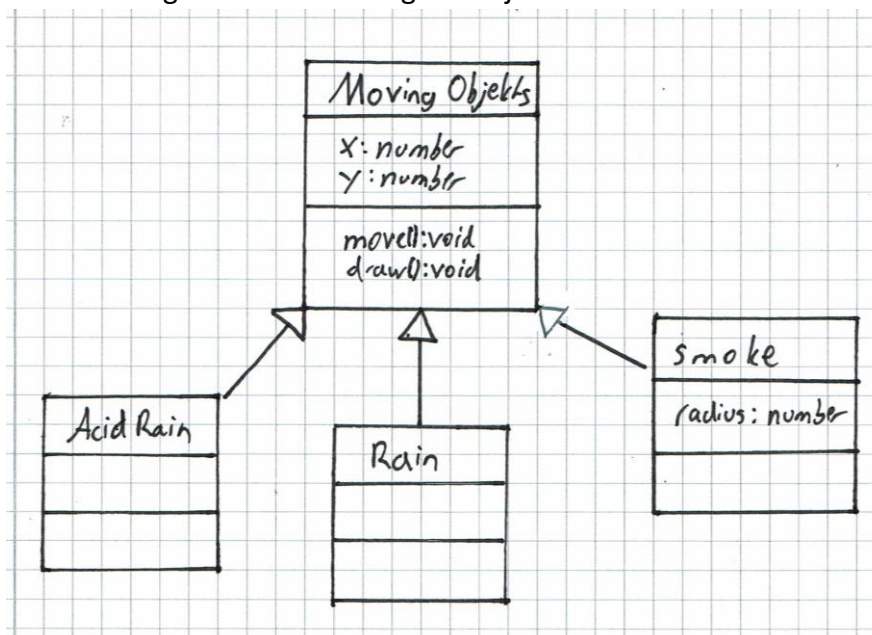 Moving Objekts
x: number
y: number
move():void
draw():void
smoke
radius: number
Acid Rain
Rain